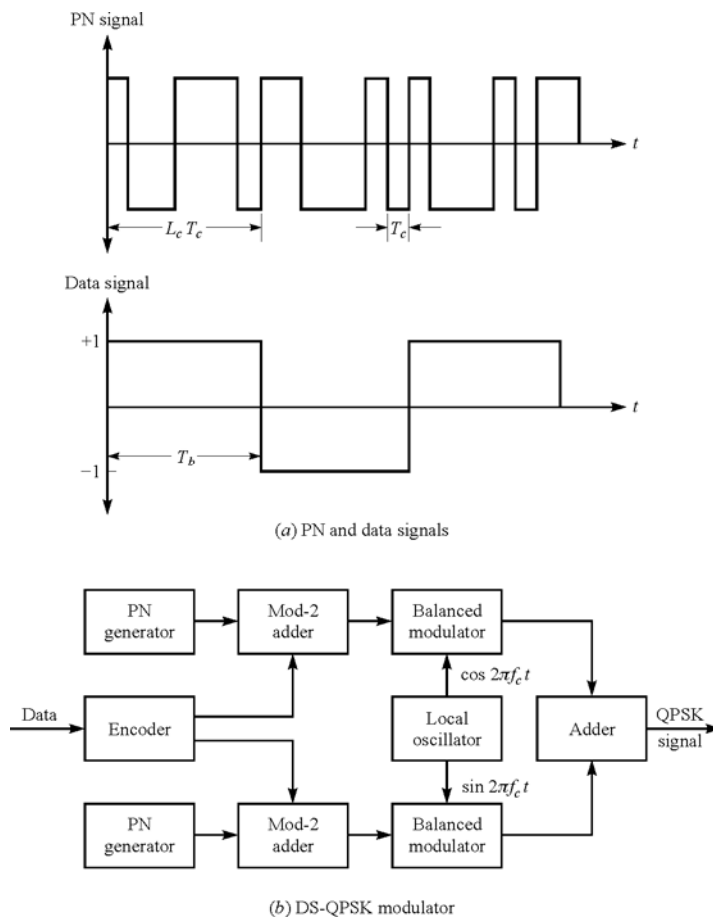 PN signal
t
L_c T_c
T_c
Data signal
+1
t
T_b
−1
(a) PN and data signals
PN generator
Mod-2 adder
Balanced modulator
cos 2πf_c t
Data
Encoder
Local oscillator
Adder
QPSK signal
sin 2πf_c t
PN generator
Mod-2 adder
Balanced modulator
(b) DS-QPSK modulator